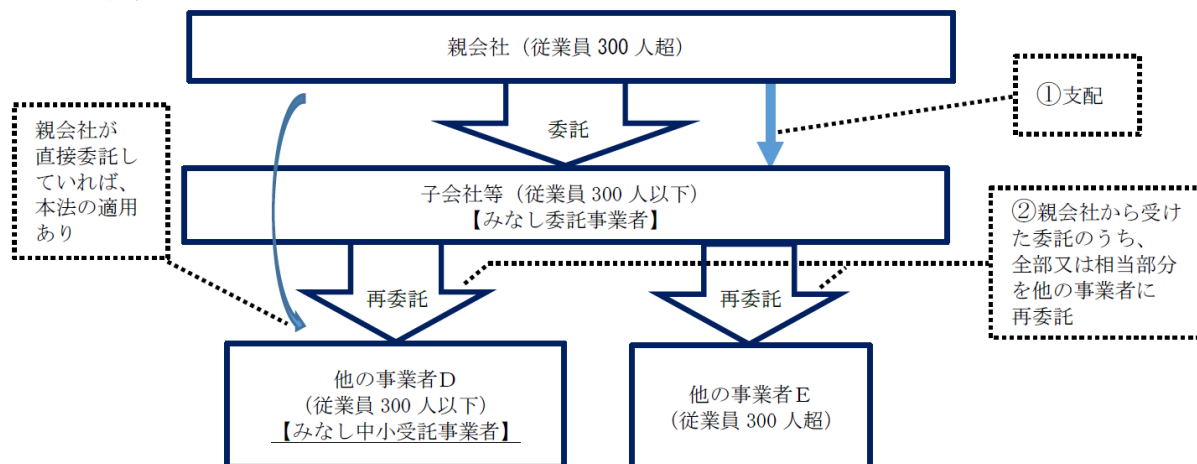 親会社（従業員 300 人超）
①支配
委託
親会社が
直接委託し
ていれば、
本法の適用
あり
子会社等（従業員 300 人以下）
【みなし委託事業者】
②親会社から受け
た委託のうち、
全部又は相当部分
を他の事業者に
再委託
再委託
再委託
他の事業者Ｄ
（従業員 300 人以下）
【みなし中小受託事業者】
他の事業者Ｅ
（従業員 300 人超）